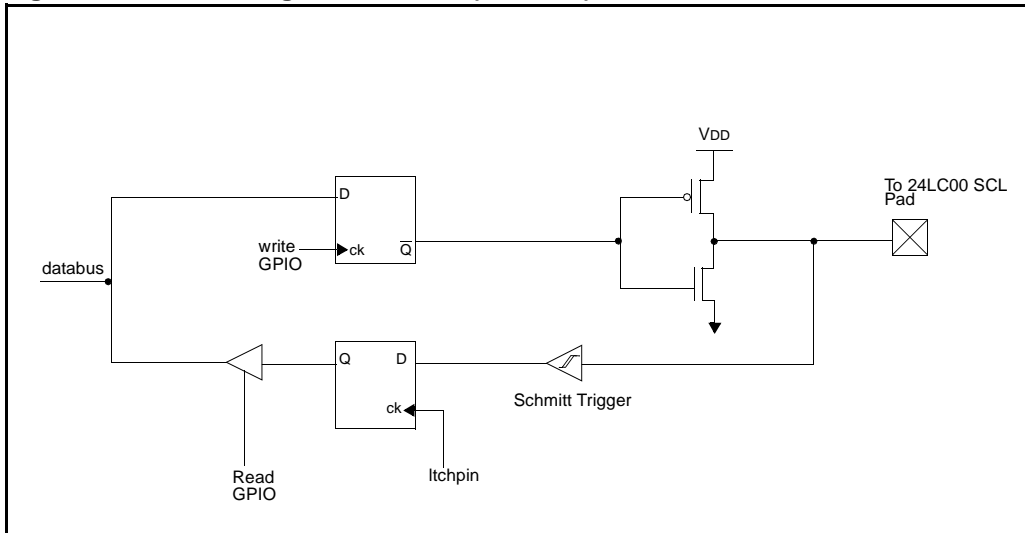 VDD
To 24LC00 SCL
Pad
D
write
GPIO
ck
Q
databus
Q
D
Schmitt Trigger
ck
Read
GPIO
ltchpin